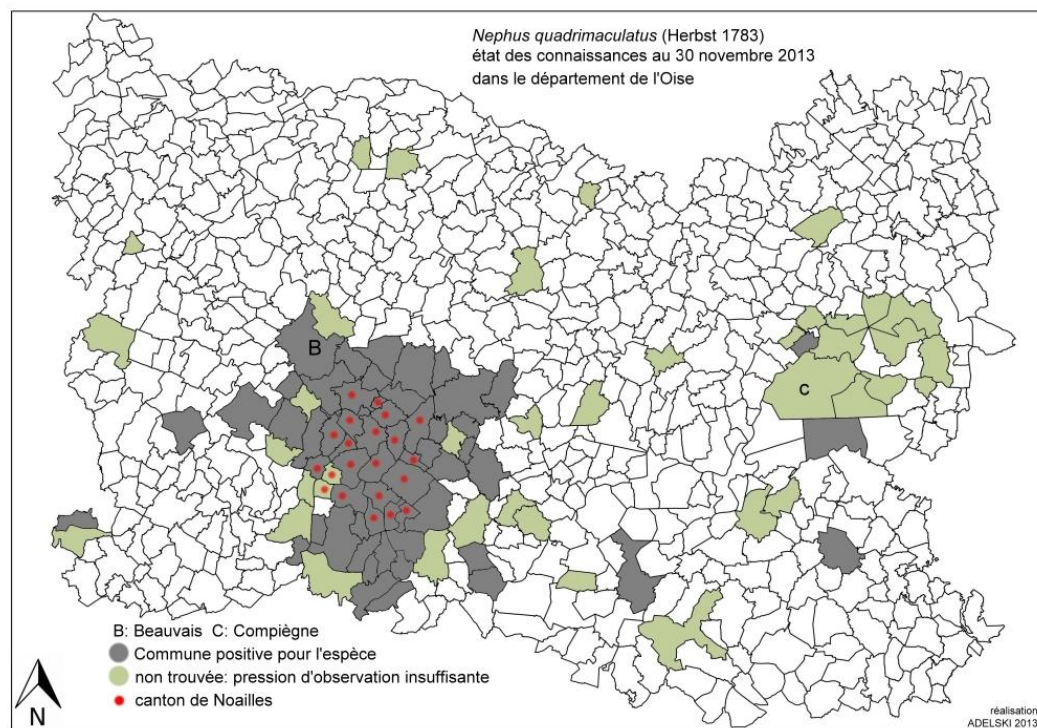 Nephus quadrimaculatus (Herbst 1783)
état des connaissances au 30 novembre 2013
dans le département de l'Oise
B
C
B: Beauvais C: Compiègne
Commune positive pour l'espèce
non trouvée: pression d'observation insuffisante
canton de Noailles
N
réalisation
ADELSKI 2013